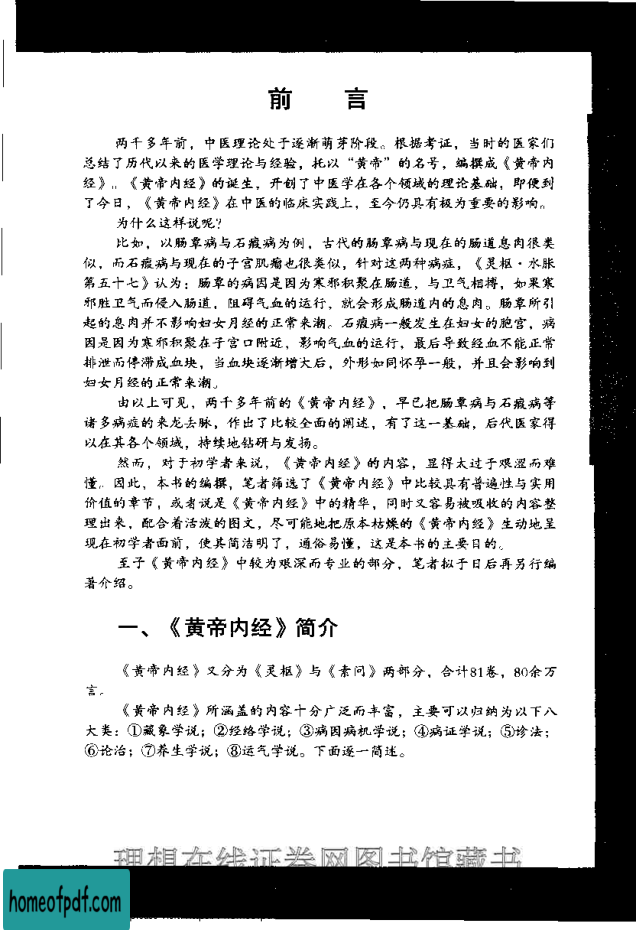 前 言
两千多年前，中医理论处于逐渐萌芽阶段。根据考证，当时的医家们
总结了历代以来的医学理论与经验，托以“黄帝”的名号，编撰成《黄帝内
经》。《黄帝内经》的诞生，开创了中医学在各个领域的理论基础，即便到
了今日，《黄帝内经》在中医的临床实践上，至今仍具有极为重要的影响。
为什么这样说呢？
比如，以肠覃病与石瘕病为例，古代的肠覃病与现在的肠道息肉很类
似，而石瘕病与现在的子宫肌瘤也很类似，针对这两种病症，《灵枢·水胀
第五十七》认为：肠覃的病因是因为寒邪积聚在肠道，与卫气相搏，如果寒
邪胜卫气而侵入肠道，阻碍气血的运行，就会形成肠道内的息肉。肠覃所引
起的息肉并不影响妇女月经的正常来潮。石瘕病一般发生在妇女的胞宫，病
因是因为寒邪积聚在子宫口附近，影响气血的运行，最后导致经血不能正常
排泄而停滞成血块，当血块逐渐增大后，外形如同怀孕一般，并且会影响到
妇女月经的正常来潮。
由以上可见，两千多年前的《黄帝内经》，早已把肠覃病与石瘕病等
诸多病症的来龙去脉，作出了比较全面的阐述，有了这一基础，后代医家得
以在其各个领域，持续地钻研与发扬。
然而，对于初学者来说，《黄帝内经》的内容，显得太过于艰涩而难
懂。因此，本书的编撰，笔者筛选了《黄帝内经》中比较具有普遍性与实用
价值的章节，或者说是《黄帝内经》中的精华，同时又容易被吸收的内容整
理出来，配合着活泼的图文，尽可能地把原本枯燥的《黄帝内经》生动地呈
现在初学者面前，使其简洁明了，通俗易懂，这是本书的主要目的。
至于《黄帝内经》中较为艰深而专业的部分，笔者拟于日后再另行编
著介绍。
一、《黄帝内经》简介
《黄帝内经》又分为《灵枢》与《素问》两部分，合计81卷，80余万
言。
《黄帝内经》所涵盖的内容十分广泛而丰富，主要可以归纳为以下八
大类：①藏象学说；②经络学说；③病因病机学说；④病证学说；⑤诊法；
⑥论治；⑦养生学说；⑧运气学说。下面逐一简述。
理想在线证券网图书馆藏书
homeofpdf.com